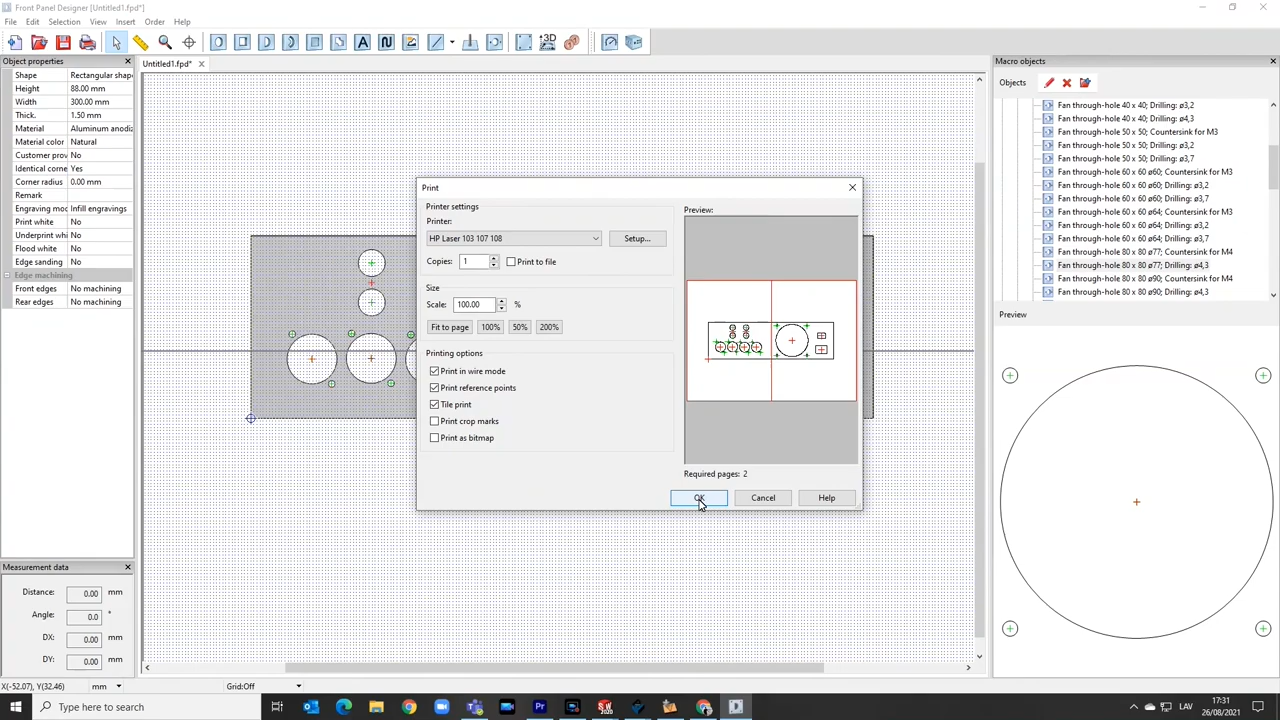 Front Panel Designer [Untitled1.fpd*]
File Edit Selection View Insert Order Help
Object properties
Untitled1.fpd*
Macro objects
Shape Rectangular shape
Height 88.00 mm
Width 300.00 mm
Thick. 1.50 mm
Material Aluminum anodiz
Material color Natural
Customer prov No
Identical corne Yes
Corner radius 0.00 mm
Remark
Engraving mod Infill engravings
Print white No
Underprint whi No
Flood white No
Edge sanding No
Edge machining
Front edges No machining
Rear edges No machining
Measurement data
Distance: 0.00 mm
Angle: 0.0 °
DX: 0.00 mm
DY: 0.00 mm
Print
Printer settings
Printer:
HP Laser 103 107 108
Setup...
Copies: 1
Print to file
Size
Scale: 100.00 %
Fit to page 100% 50% 200%
Printing options
Print in wire mode
Print reference points
Tile print
Print crop marks
Print as bitmap
Preview:
Required pages: 2
OK Cancel Help
Objects
Fan through-hole 40 x 40; Drilling: ø3,2
Fan through-hole 40 x 40; Drilling: ø3,7
Fan through-hole 50 x 50; Countersink for M3
Fan through-hole 50 x 50; Drilling: ø3,2
Fan through-hole 50 x 50; Drilling: ø3,7
Fan through-hole 60 x 60 ø60; Countersink for M3
Fan through-hole 60 x 60 ø60; Drilling: ø3,2
Fan through-hole 60 x 60 ø60; Drilling: ø3,7
Fan through-hole 60 x 60 ø64; Countersink for M3
Fan through-hole 60 x 60 ø64; Drilling: ø3,2
Fan through-hole 60 x 60 ø64; Drilling: ø3,7
Fan through-hole 80 x 80 ø77; Countersink for M4
Fan through-hole 80 x 80 ø77; Drilling: ø4,3
Fan through-hole 80 x 80 ø90; Countersink for M4
Fan through-hole 80 x 80 ø90; Drilling: ø4,3
Preview
X(-52.07), Y(32.46) mm Grid:Off
Type here to search
LAV
17:31
26/08/2021